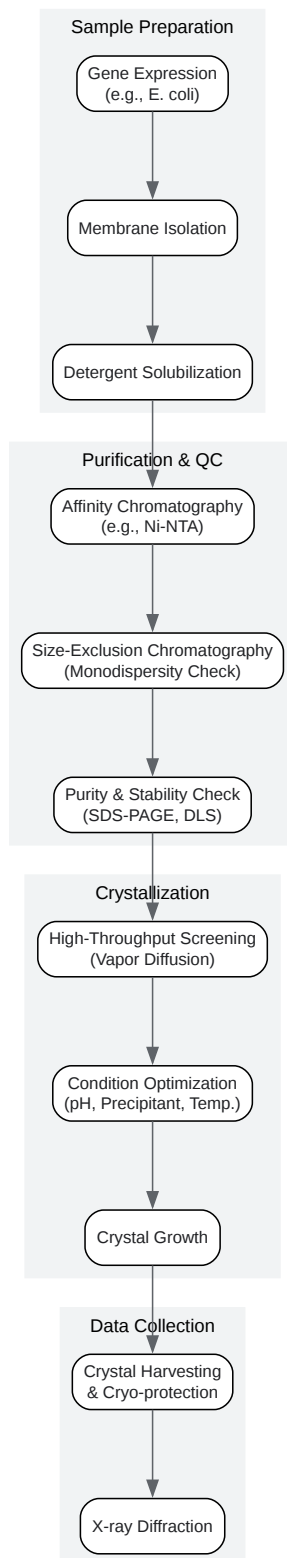 Sample Preparation
Gene Expression
(e.g., E. coli)
Membrane Isolation
Detergent Solubilization
Purification & QC
Affinity Chromatography
(e.g., Ni-NTA)
Size-Exclusion Chromatography
(Monodispersity Check)
Purity & Stability Check
(SDS-PAGE, DLS)
Crystallization
High-Throughput Screening
(Vapor Diffusion)
Condition Optimization
(pH, Precipitant, Temp.)
Crystal Growth
Data Collection
Crystal Harvesting
& Cryo-protection
X-ray Diffraction